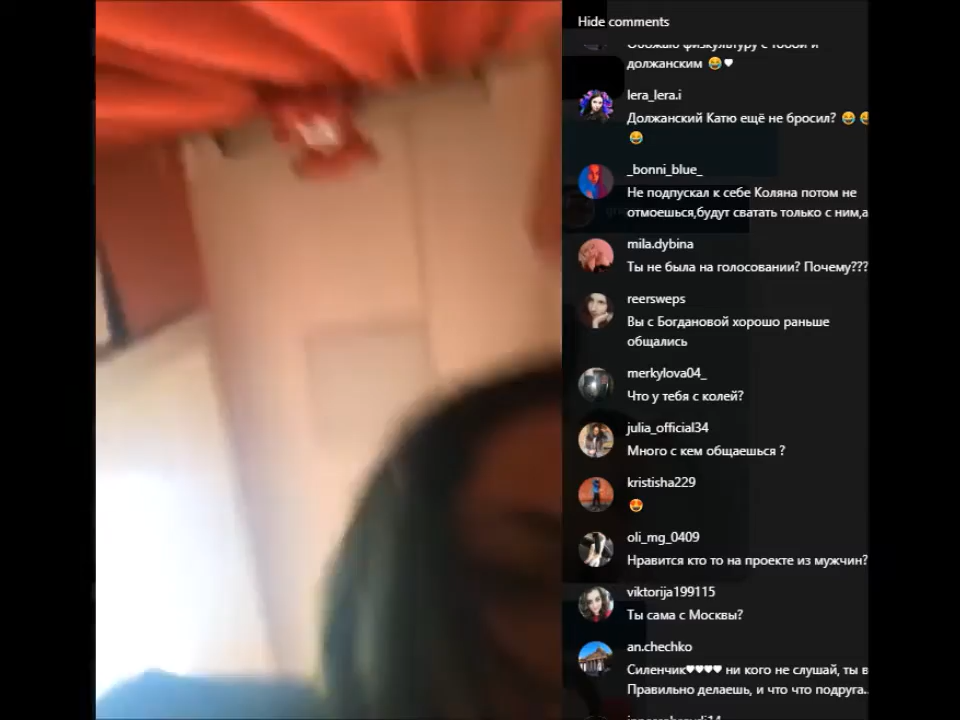 Hide comments
Обожаю физкультуру с тобой и
должанским 😂♥
lera_lera.i
Должанский Катю ещё не бросил? 😂
😂
_bonni_blue_
Не подпускал к себе Коляна потом не
отмоешься,будут сватать только с ним,а
mila.dybina
Ты не была на голосовании? Почему???
reersweps
Вы с Богдановой хорошо раньше
общались
merkylova04_
Что у тебя с колей?
julia_official34
Много с кем общаешься ?
kristisha229
😍
oli_mg_0409
Нравится кто то на проекте из мужчин?
viktorija199115
Ты сама с Москвы?
an.chechko
Силенчик♥♥♥♥ ни кого не слушай, ты в
Правильно делаешь, и что что подруга..